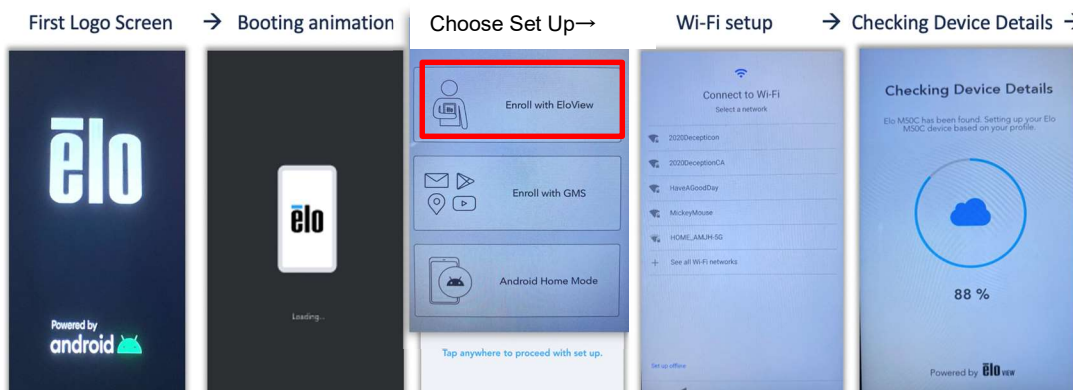 First Logo Screen → Booting animation Choose Set Up→ Wi-Fi setup → Checking Device Details →
ēlo
Powered by
android
ēlo
Loading...
Enroll with EloView
Enroll with GMS
Android Home Mode
Tap anywhere to proceed with set up.
Connect to Wi-Fi
Select a network
2020Decepticon
2020DeceptionCA
HaveAGoodDay
MickeyMouse
HOME_AMJH-5G
+ See all Wi-Fi networks
Set up offline
Checking Device Details
Elo M50C has been found. Setting up your Elo
M50C device based on your profile.
88 %
Powered by ēlo VIEW